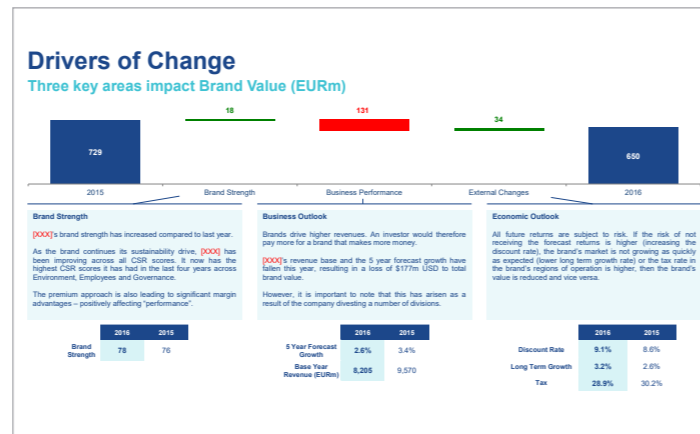 Drivers of Change
Three key areas impact Brand Value (EURm)
18
131
34
729
650
2015
Brand Strength
Business Performance
External Changes
2016
Brand Strength
[XXX]'s brand strength has increased compared to last year.
As the brand continues its sustainability drive, [XXX] has
been improving across all CSR scores. It now has the
highest CSR scores it has had in the last four years across
Environment, Employees and Governance.
The premium approach is also leading to significant margin
advantages – positively affecting "performance".
2016 2015
Brand
Strength
78 76
Business Outlook
Brands drive higher revenues. An investor would therefore
pay more for a brand that makes more money.
[XXX]'s revenue base and the 5 year forecast growth have
fallen this year, resulting in a loss of $177m USD to total
brand value.
However, it is important to note that this has arisen as a
result of the company divesting a number of divisions.
2016 2015
5 Year Forecast
Growth
2.6% 3.4%
Base Year
Revenue (EURm)
8,205 9,570
Economic Outlook
All future returns are subject to risk. If the risk of not
receiving the forecast returns is higher (increasing the
discount rate), the brand's market is not growing as quickly
as expected (lower long term growth rate) or the tax rate in
the brand's regions of operation is higher, then the brand's
value is reduced and vice versa.
2016 2015
Discount Rate 9.1% 8.6%
Long Term Growth 3.2% 2.6%
Tax 28.9% 30.2%